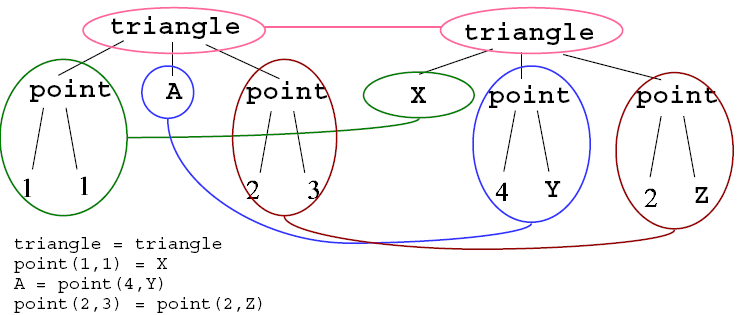 triangle triangle
point A point X point point
1 1 2 3 4 Y 2 Z
triangle = triangle
point(1,1) = X
A = point(4,Y)
point(2,3) = point(2,Z)